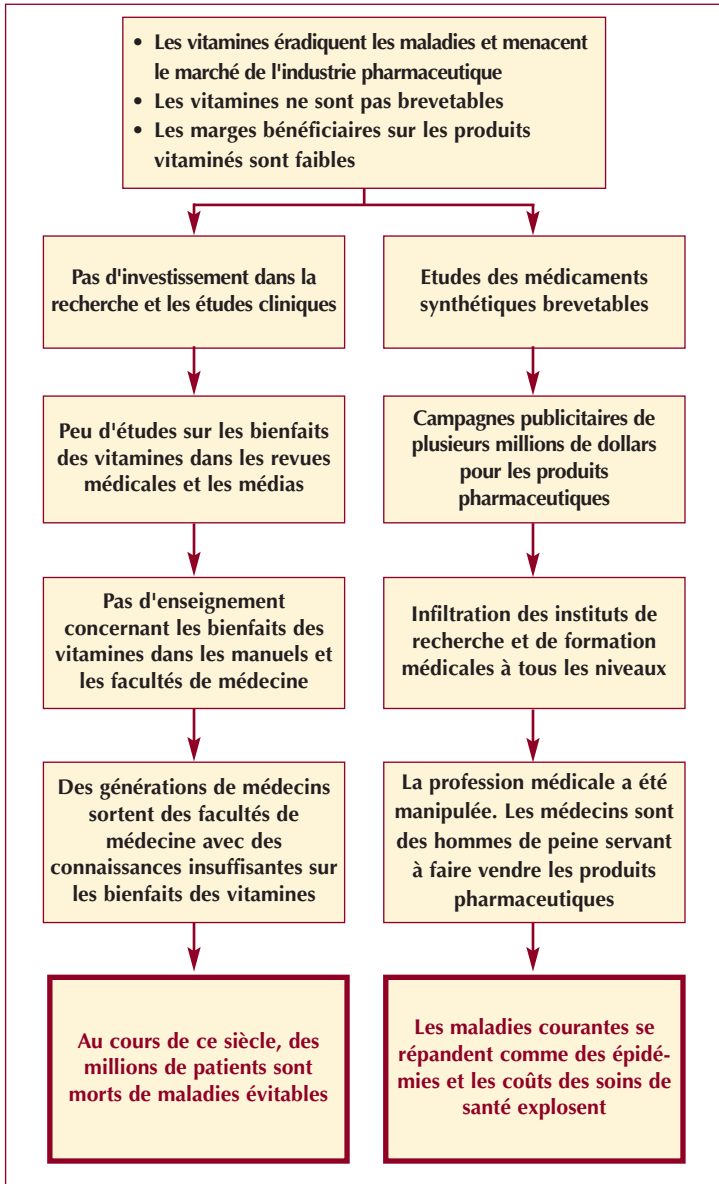 • Les vitamines éradiquent les maladies et menacent
le marché de l'industrie pharmaceutique
• Les vitamines ne sont pas brevetables
• Les marges bénéficiaires sur les produits
vitaminés sont faibles
Pas d'investissement dans la
recherche et les études cliniques
Peu d'études sur les bienfaits
des vitamines dans les revues
médicales et les médias
Pas d'enseignement
concernant les bienfaits des
vitamines dans les manuels et
les facultés de médecine
Des générations de médecins
sortent des facultés de
médecine avec des
connaissances insuffisantes sur
les bienfaits des vitamines
Au cours de ce siècle, des
millions de patients sont
morts de maladies évitables
Etudes des médicaments
synthétiques brevetables
Campagnes publicitaires de
plusieurs millions de dollars
pour les produits
pharmaceutiques
Infiltration des instituts de
recherche et de formation
médicales à tous les niveaux
La profession médicale a été
manipulée. Les médecins sont
des hommes de peine servant
à faire vendre les produits
pharmaceutiques
Les maladies courantes se
répandent comme des épidé-
mies et les coûts des soins de
santé explosent